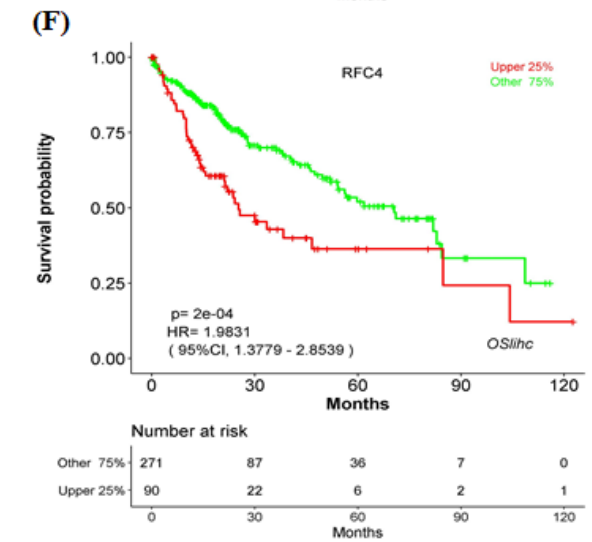 (F)
RFC4
Upper 25%
Other 75%
1.00
0.75
0.50
0.25
0.00
Survival probability
p= 2e-04
HR= 1.9831
( 95%CI, 1.3779 - 2.8539 )
OSlihc
0 30 60 90 120
Months
Number at risk
Other 75% 271 87 36 7 0
Upper 25% 90 22 6 2 1
0 30 60 90 120
Months